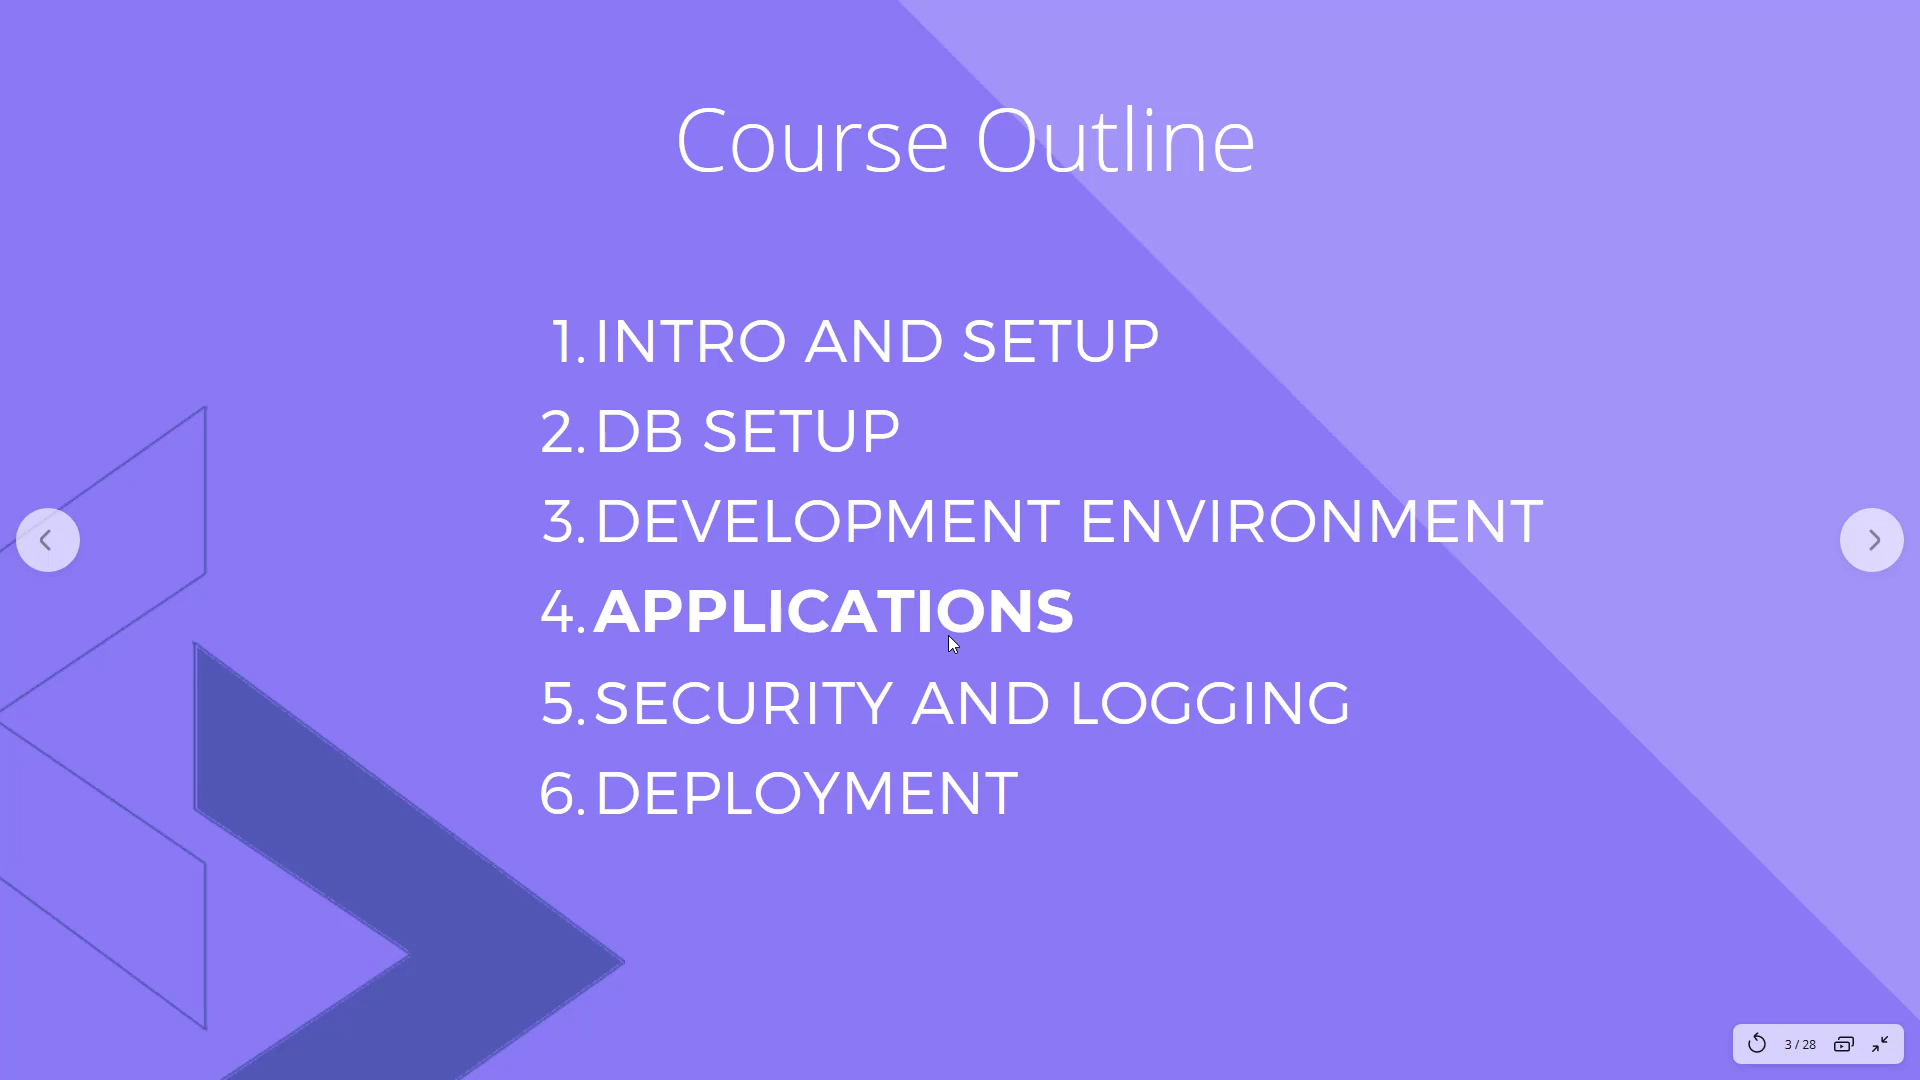 Course Outline
1. INTRO AND SETUP
2. DB SETUP
3. DEVELOPMENT ENVIRONMENT
4. APPLICATIONS
5. SECURITY AND LOGGING
6. DEPLOYMENT
3 / 28